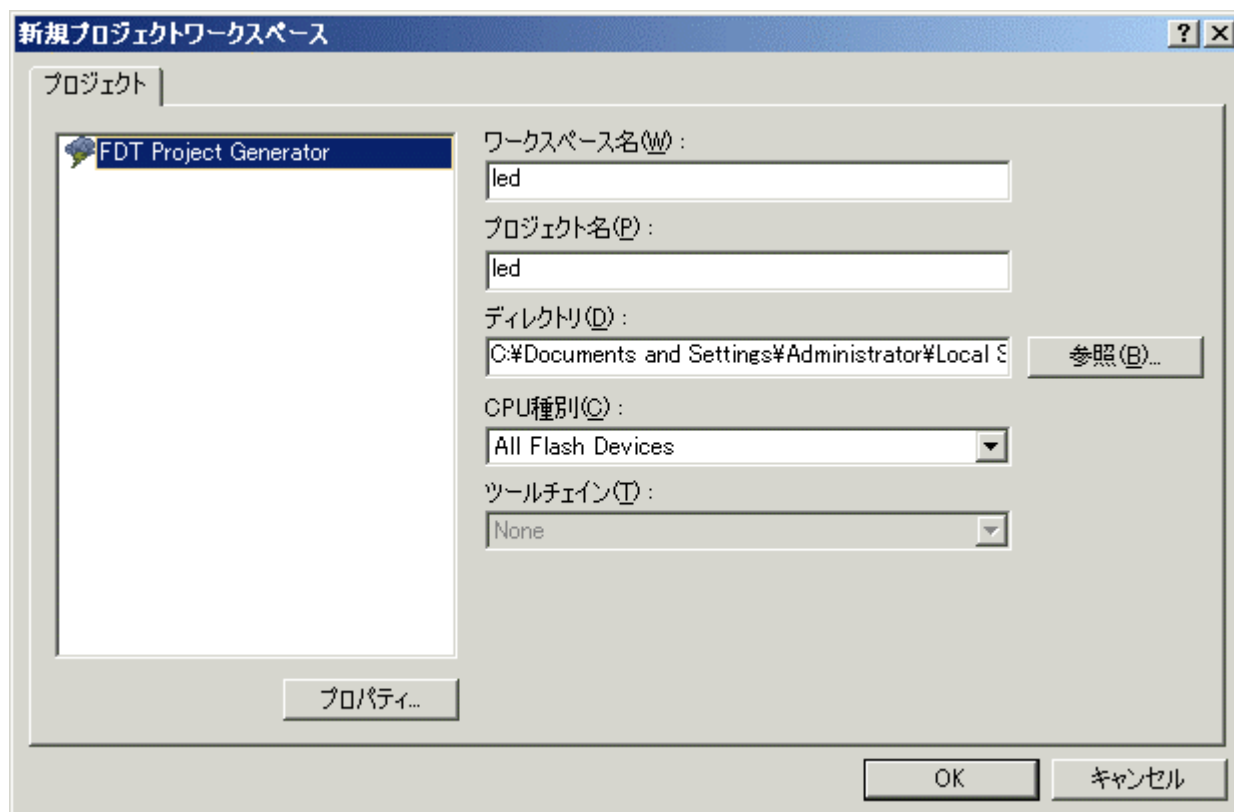 新規プロジェクトワークスペース
プロジェクト
FDT Project Generator
ワークスペース名(W):
led
プロジェクト名(P):
led
ディレクトリ(D):
C:¥Documents and Settings¥Administrator¥Local S
参照(B)...
CPU種別(C):
All Flash Devices
ツールチェイン(T):
None
プロパティ...
OK
キャンセル